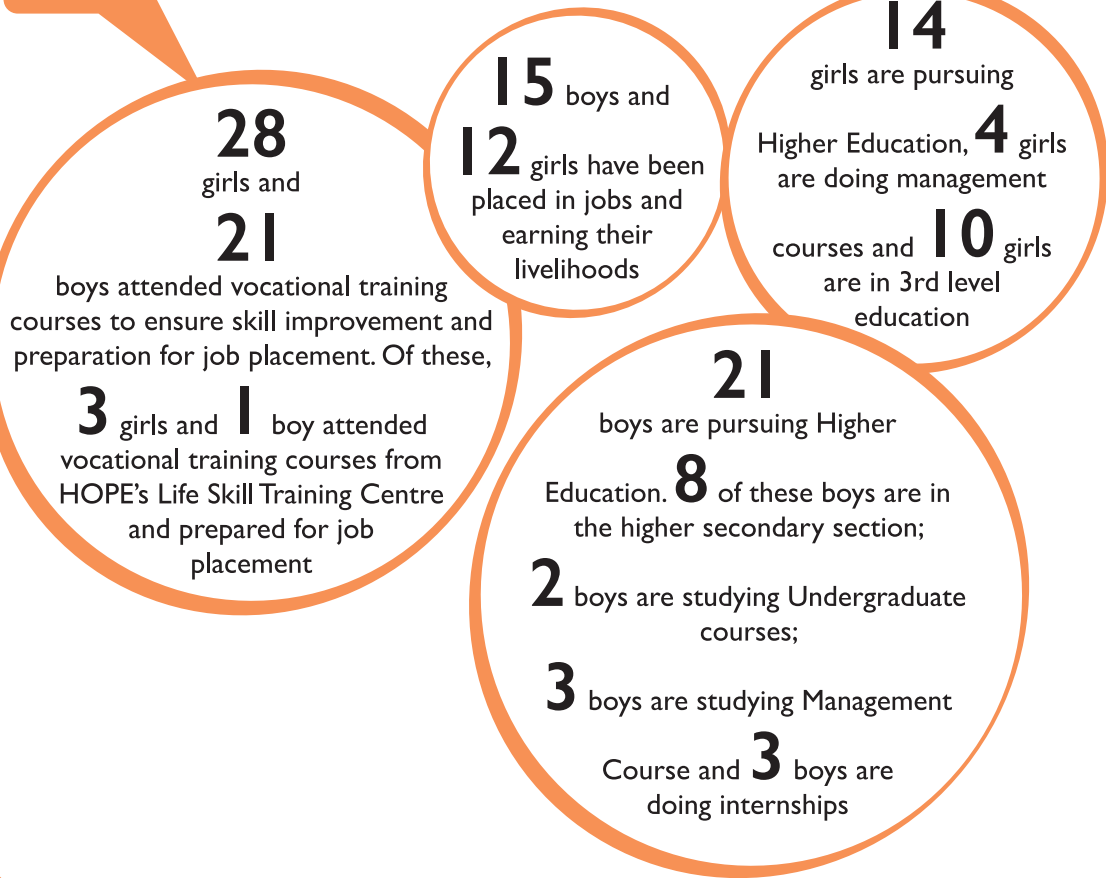 28
girls and
21
boys attended vocational training
courses to ensure skill improvement and
preparation for job placement. Of these,
3 girls and 1 boy attended
vocational training courses from
HOPE's Life Skill Training Centre
and prepared for job
placement
15 boys and
12 girls have been
placed in jobs and
earning their
livelihoods
14
girls are pursuing
Higher Education, 4 girls
are doing management
courses and 10 girls
are in 3rd level
education
21
boys are pursuing Higher
Education. 8 of these boys are in
the higher secondary section;
2 boys are studying Undergraduate
courses;
3 boys are studying Management
Course and 3 boys are
doing internships